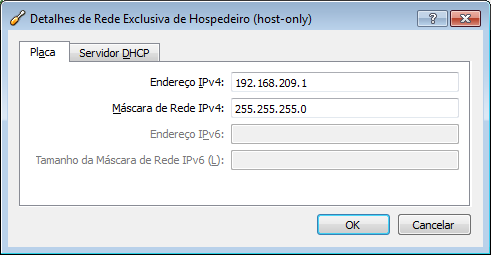 Detalhes de Rede Exclusiva de Hospedeiro (host-only)
Placa
Servidor DHCP
Endereço IPv4: 192.168.209.1
Máscara de Rede IPv4: 255.255.255.0
Endereço IPv6:
Tamanho da Máscara de Rede IPv6 (L):
OK
Cancelar